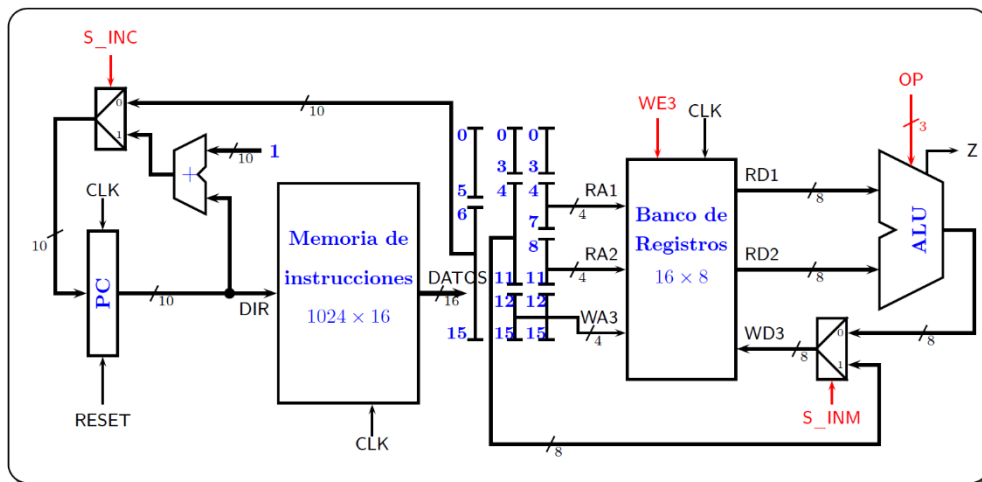 S_INC
0
1
10
10
1
+
CLK
10
PC
10
DIR
RESET
Memoria de
instrucciones
1024 × 16
CLK
DATOS
16
0
5
6
15
0
3
4
11
12
15
0
3
4
7
8
11
12
15
RA1
4
RA2
4
WA3
4
WE3
CLK
Banco de
Registros
16 × 8
RD1
8
RD2
8
WD3
8
OP
3
Z
ALU
0
1
8
S_INM
8